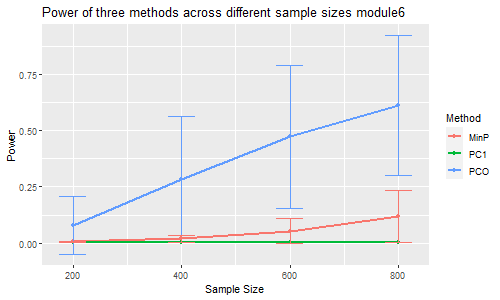 Power of three methods across different sample sizes module6
0.75
0.50
0.25
0.00
Power
200 400 600 800
Sample Size
Method
MinP
PC1
PCO